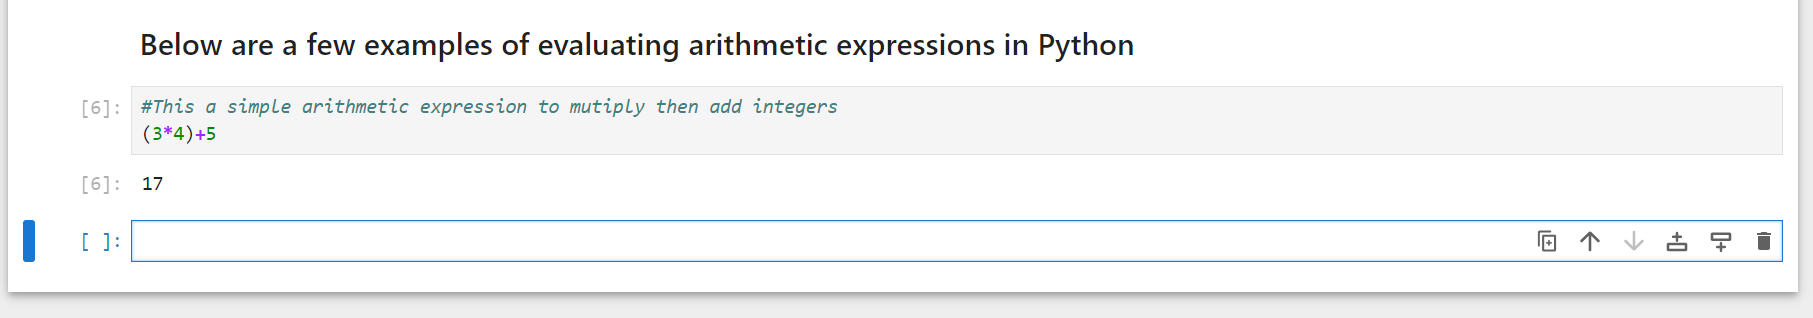 Below are a few examples of evaluating arithmetic expressions in Python
[6]: #This a simple arithmetic expression to mutiply then add integers
(3*4)+5
[6]: 17
[ ]: